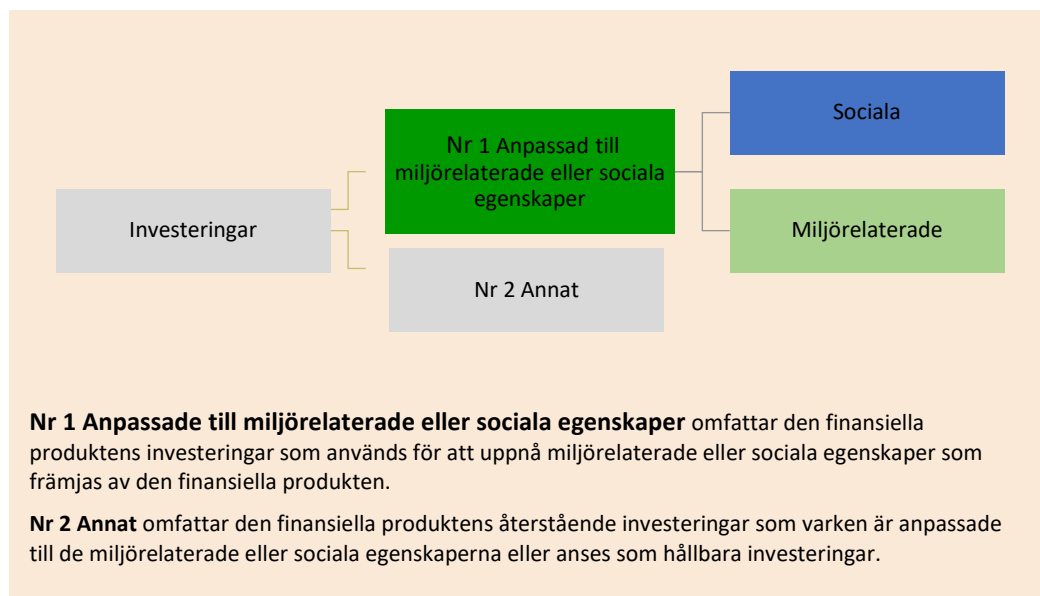 Sociala
Nr 1 Anpassad till
miljörelaterade eller sociala
egenskaper
Investeringar
Miljörelaterade
Nr 2 Annat
Nr 1 Anpassade till miljörelaterade eller sociala egenskaper omfattar den finansiella
produktens investeringar som används för att uppnå miljörelaterade eller sociala egenskaper som
främjas av den finansiella produkten.
Nr 2 Annat omfattar den finansiella produktens återstående investeringar som varken är anpassade
till de miljörelaterade eller sociala egenskaperna eller anses som hållbara investeringar.